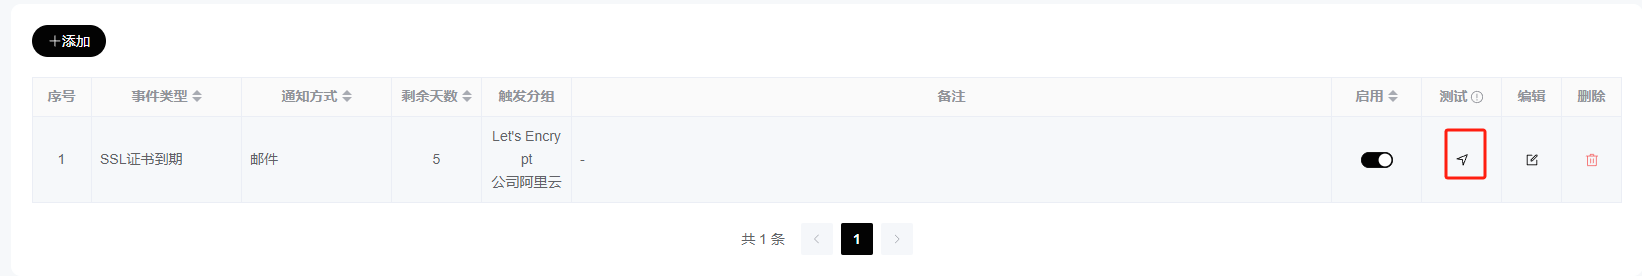 +添加
序号 事件类型 通知方式 剩余天数 触发分组 备注 启用 测试 编辑 删除
Let's Encry
pt
1 SSL证书到期 邮件 5 -
公司阿里云
共 1 条 1